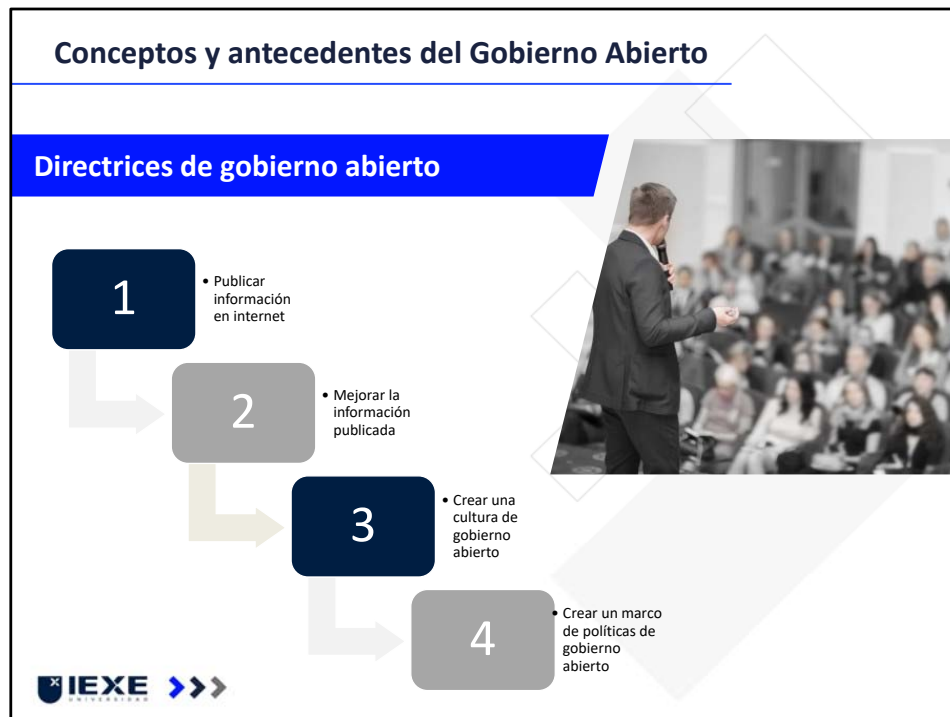 Conceptos y antecedentes del Gobierno Abierto
Directrices de gobierno abierto
1
• Publicar
información
en internet
2
• Mejorar la
información
publicada
3
• Crear una
cultura de
gobierno
abierto
4
• Crear un marco
de políticas de
gobierno
abierto
IEXE
UNIVERSIDAD